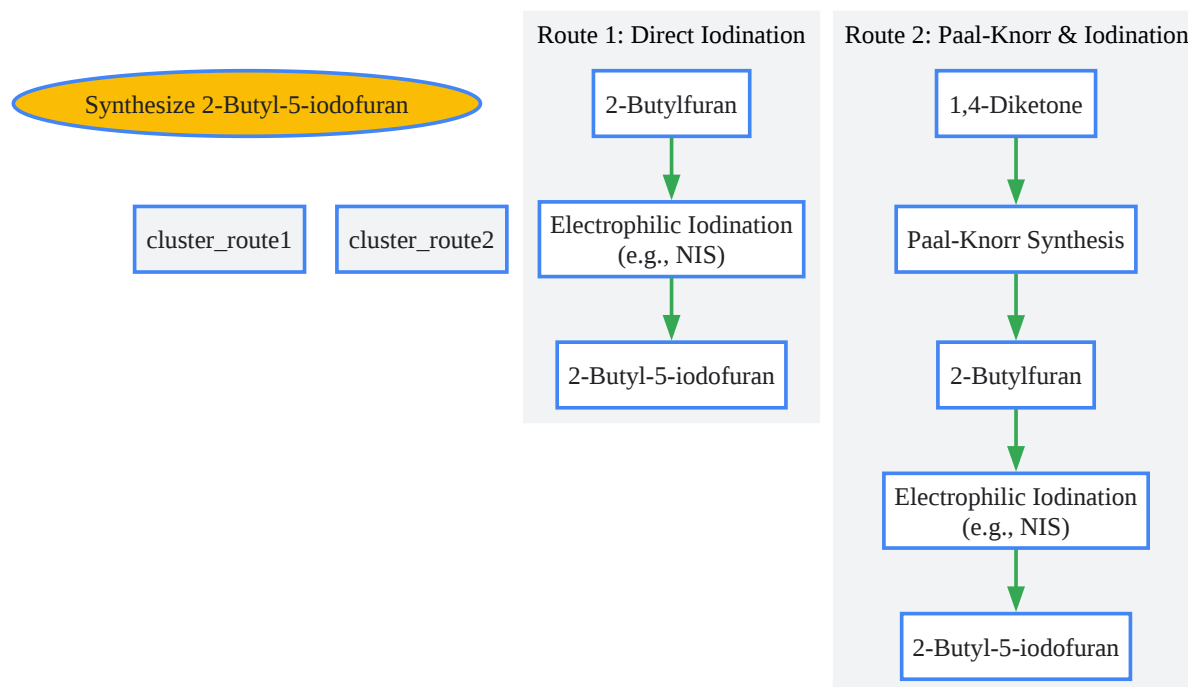 Synthesize 2-Butyl-5-iodofuran
cluster_route1
cluster_route2
Route 1: Direct Iodination
2-Butylfuran
Electrophilic Iodination
(e.g., NIS)
2-Butyl-5-iodofuran
Route 2: Paal-Knorr & Iodination
1,4-Diketone
Paal-Knorr Synthesis
2-Butylfuran
Electrophilic Iodination
(e.g., NIS)
2-Butyl-5-iodofuran